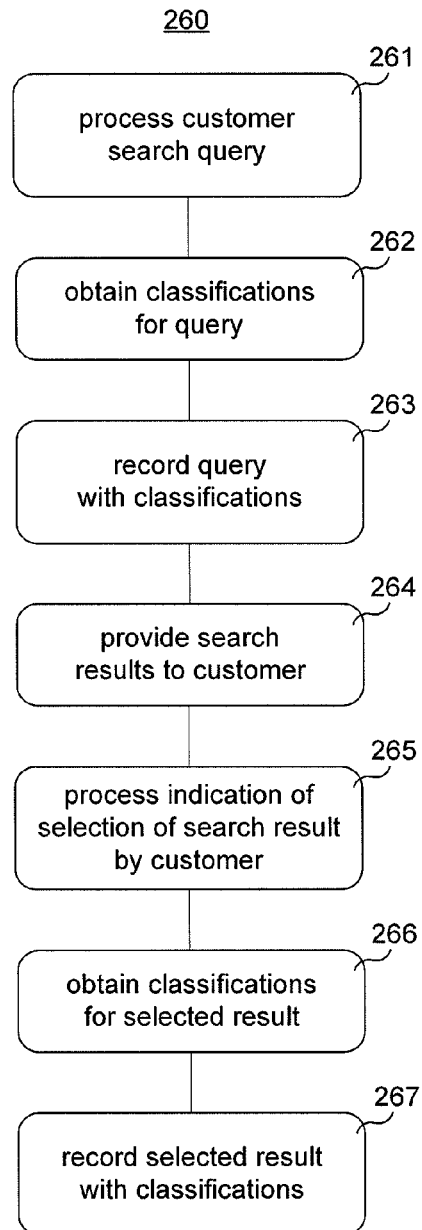 260
261
process customer
search query
262
obtain classifications
for query
263
record query
with classifications
264
provide search
results to customer
265
process indication of
selection of search result
by customer
266
obtain classifications
for selected result
267
record selected result
with classifications